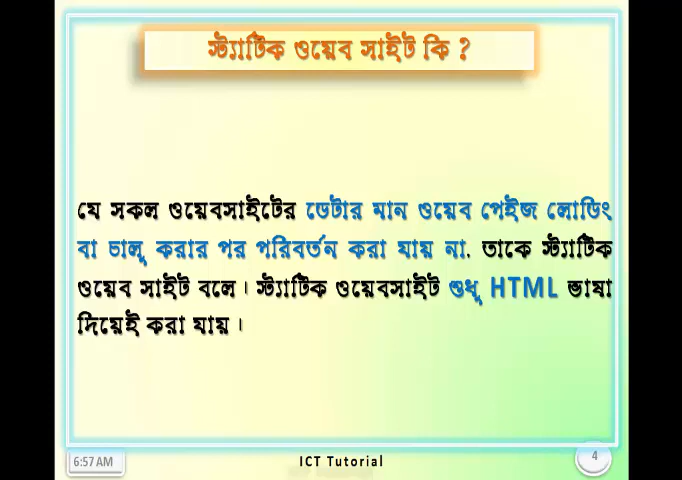 স্ট্যাটিক ওয়েব সাইট কি ?
যে সকল ওয়েবসাইটের ডেটার মান ওয়েব পেইজ লোডিং
বা চালু করার পর পরিবর্তন করা যায় না. তাকে স্ট্যাটিক
ওয়েব সাইট বলে। স্ট্যাটিক ওয়েবসাইট শুধু HTML ভাষা
দিয়েই করা যায়।
6:57 AM
ICT Tutorial
4